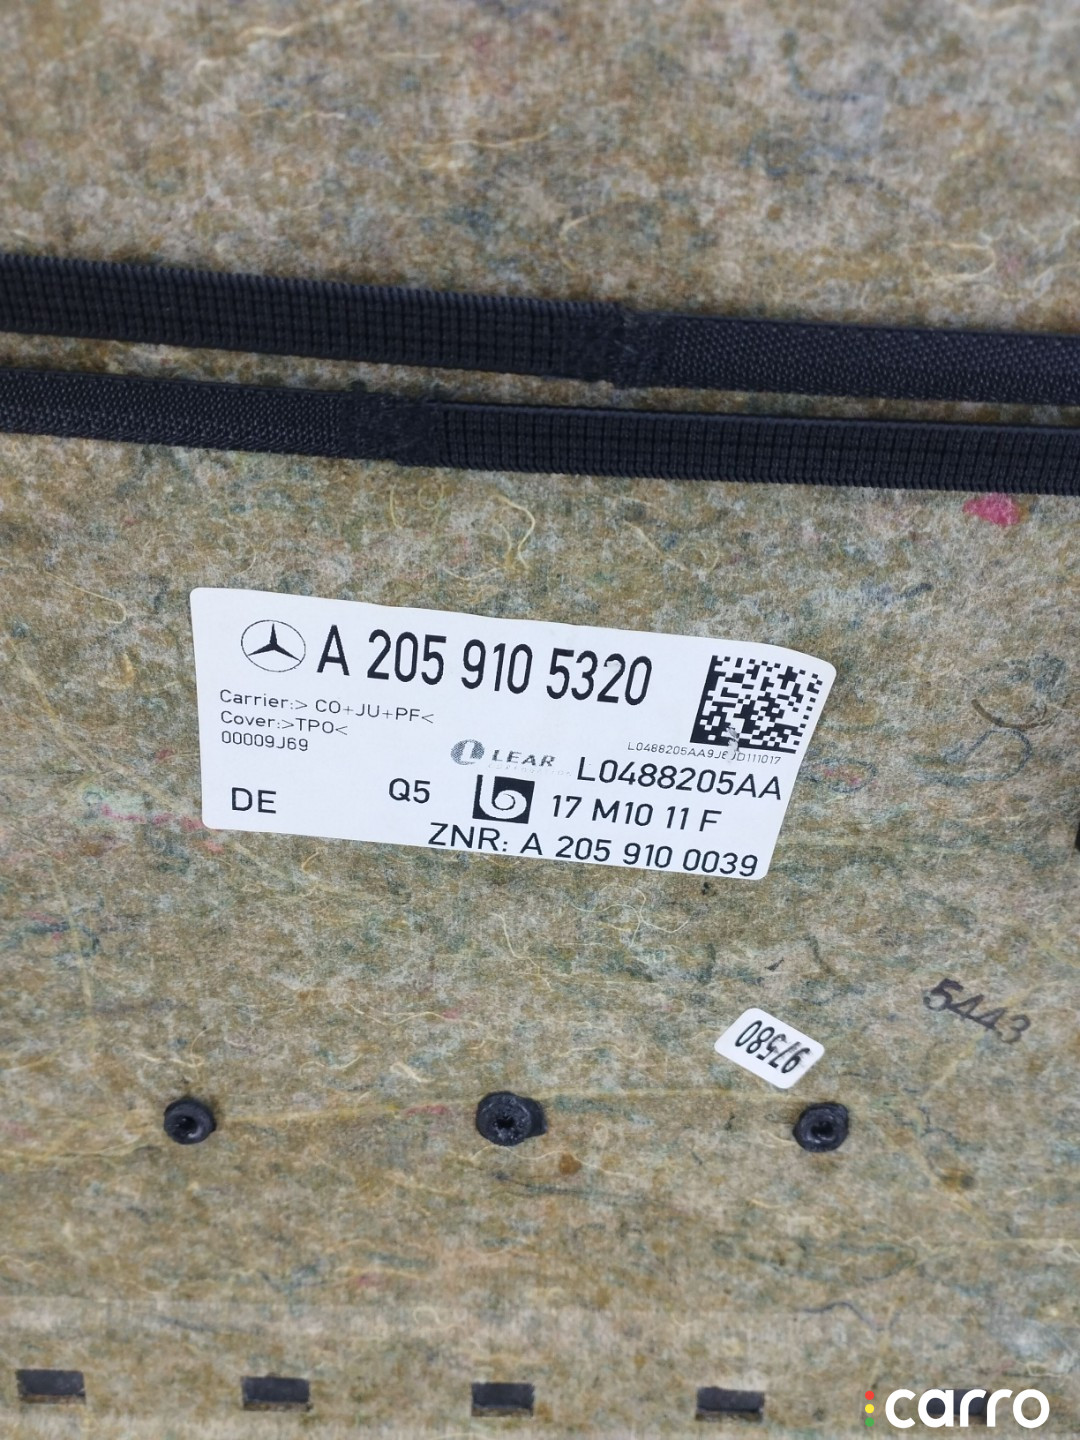 A 205 910 5320
Carrier:> CO+JU+PF<
Cover:>TPO<
00009J69
L0488205AA9J6JD111017
LEAR
CORPORATION
L0488205AA
DE
Q5
17 M10 11 F
ZNR: A 205 910 0039
5443
97580
carro